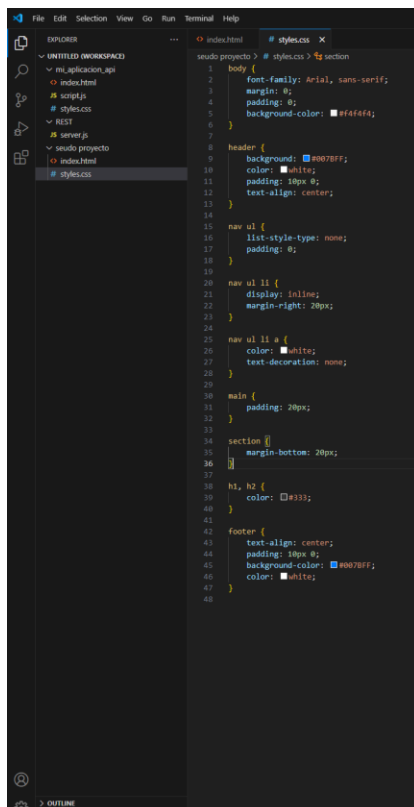 File Edit Selection View Go Run Terminal Help
EXPLORER ...
UNTITLED (WORKSPACE)
mi_aplicacion_api
<> index.html
JS script.js
# styles.css
REST
JS server.js
seudo proyecto
<> index.html
# styles.css
OUTLINE
<> index.html # styles.css X
seudo proyecto > # styles.css > section
1 body {
2 font-family: Arial, sans-serif;
3 margin: 0;
4 padding: 0;
5 background-color: #f4f4f4;
6 }
7
8 header {
9 background: #007BFF;
10 color: white;
11 padding: 10px 0;
12 text-align: center;
13 }
14
15 nav ul {
16 list-style-type: none;
17 padding: 0;
18 }
19
20 nav ul li {
21 display: inline;
22 margin-right: 20px;
23 }
24
25 nav ul li a {
26 color: white;
27 text-decoration: none;
28 }
29
30 main {
31 padding: 20px;
32 }
33
34 section {
35 margin-bottom: 20px;
36 }
37
38 h1, h2 {
39 color: #333;
40 }
41
42 footer {
43 text-align: center;
44 padding: 10px 0;
45 background-color: #007BFF;
46 color: white;
47 }
48